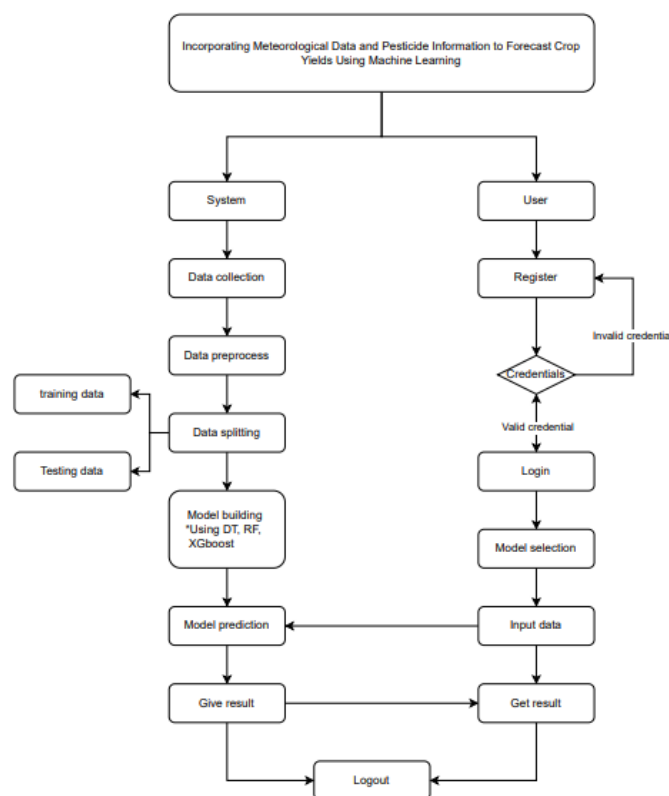 Incorporating Meteorological Data and Pesticide Information to Forecast Crop
Yields Using Machine Learning
System
User
Data collection
Register
Invalid credential
Data preprocess
Credentials
training data
Valid credential
Data splitting
Testing data
Login
Model building
*Using DT, RF,
XGboost
Model selection
Model prediction
Input data
Give result
Get result
Logout